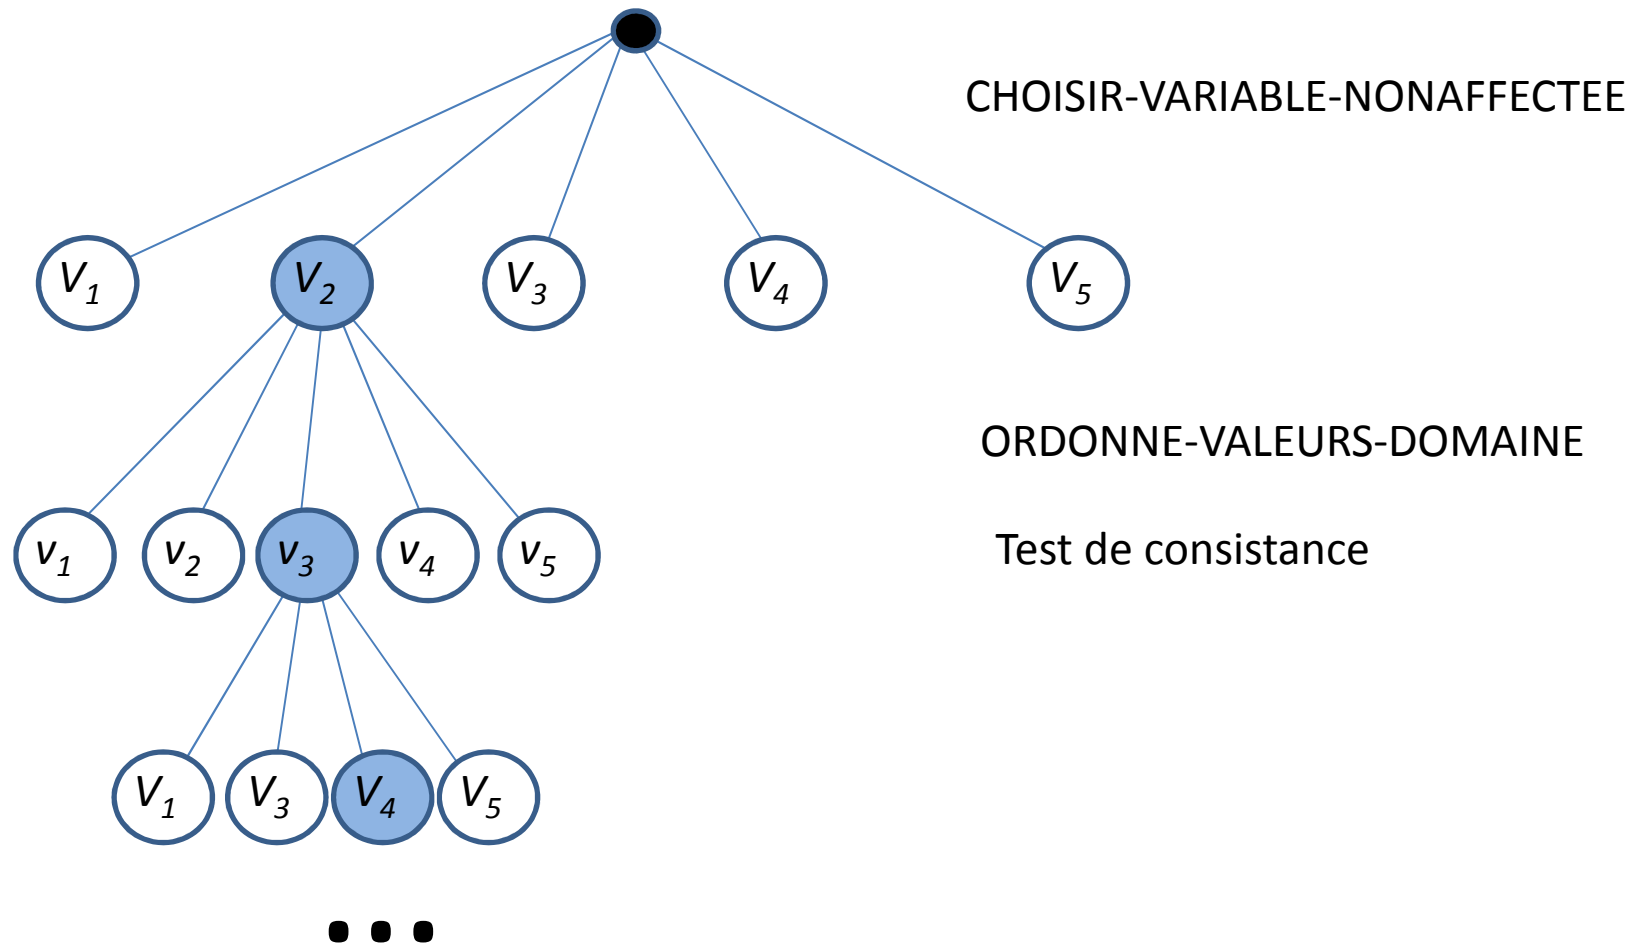 CHOISIR-VARIABLE-NONAFFECTEE
V1 V2 V3 V4 V5
ORDONNE-VALEURS-DOMAINE
v1 v2 v3 v4 v5
Test de consistance
V1 V3 V4 V5
...